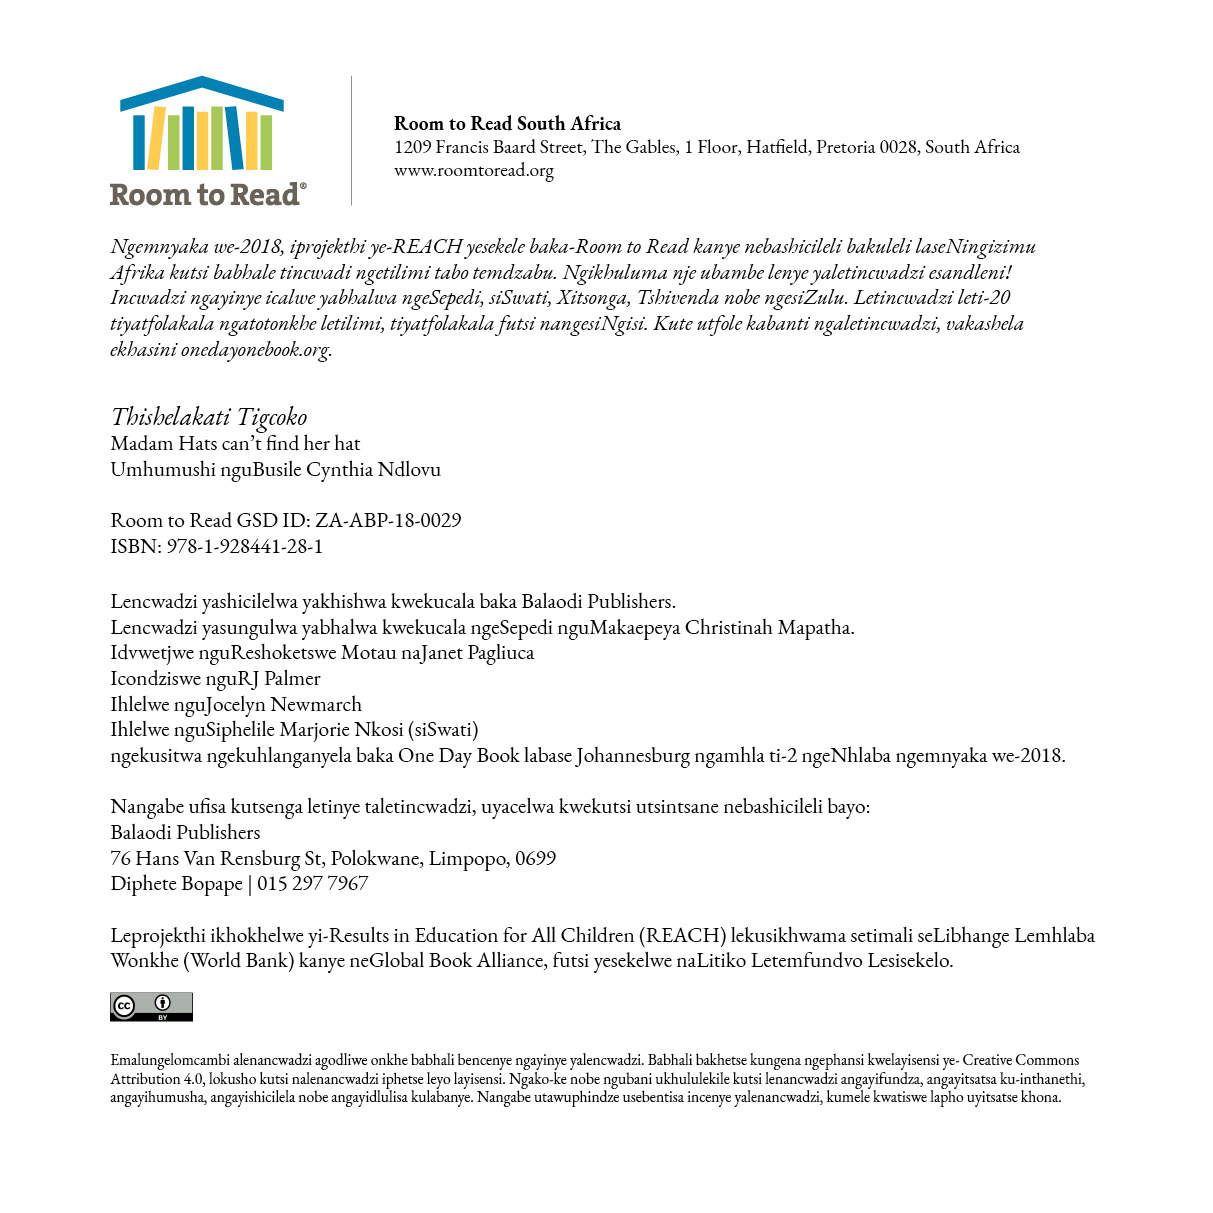 Room to Read®
Room to Read South Africa
1209 Francis Baard Street, The Gables, 1 Floor, Hatfield, Pretoria 0028, South Africa
www.roomtoread.org
Ngemnyaka we-2018, iprojekthi ye-REACH yesekele baka-Room to Read kanye nebashicileli bakuleli laseNingizimu
Afrika kutsi babhale tincwadi ngetilimi tabo temdzabu. Ngikhuluma nje ubambe lenye yaletincwadzi esandleni!
Incwadzi ngayinye icalwe yabhalwa ngeSepedi, siSwati, Xitsonga, Tshivenda nobe ngesiZulu. Letincwadzi leti-20
tiyatfolakala ngatotonkhe letilimi, tiyatfolakala futsi nangesiNgisi. Kute utfole kabanti ngaletincwadzi, vakashela
ekhasini onedayonebook.org.
Thishelakati Tigcoko
Madam Hats can't find her hat
Umhumushi nguBusile Cynthia Ndlovu
Room to Read GSD ID: ZA-ABP-18-0029
ISBN: 978-1-928441-28-1
Lencwadzi yashicilelwa yakhishwa kwekucala baka Balaodi Publishers.
Lencwadzi yasungulwa yabhalwa kwekucala ngeSepedi nguMakaepeya Christinah Mapatha.
Idvwetjwe nguReshoketswe Motau naJanet Pagliuca
Icondziswe nguRJ Palmer
Ihlelwe nguJocelyn Newmarch
Ihlelwe nguSiphelile Marjorie Nkosi (siSwati)
ngekusitwa ngekuhlanganyela baka One Day Book labase Johannesburg ngamhla ti-2 ngeNhlaba ngemnyaka we-2018.
Nangabe ufisa kutsenga letinye taletincwadzi, uyacelwa kwekutsi utsintsane nebashicileli bayo:
Balaodi Publishers
76 Hans Van Rensburg St, Polokwane, Limpopo, 0699
Diphete Bopape | 015 297 7967
Leprojekthi ikhokhelwe yi-Results in Education for All Children (REACH) lekusikhwama setimali seLibhange Lemhlaba
Wonkhe (World Bank) kanye neGlobal Book Alliance, futsi yesekelwe naLitiko Letemfundvo Lesisekelo.
cc BY
Emalungelomcambi alenancwadzi agodliwe onkhe babhali bencenye ngayinye yalencwadzi. Babhali bakhetse kungena ngephansi kwelayisensi ye- Creative Commons
Attribution 4.0, lokusho kutsi nalenancwadzi iphetse leyo layisensi. Ngako-ke nobe ngubani ukhululekile kutsi lenancwadzi angayifundza, angayitsatsa ku-inthanethi,
angayihumusha, angayishicilela nobe angayidlulisa kulabanye. Nangabe utawuphindze usebentisa incenye yalenancwadzi, kumele kwatiswe lapho uyitsatse khona.